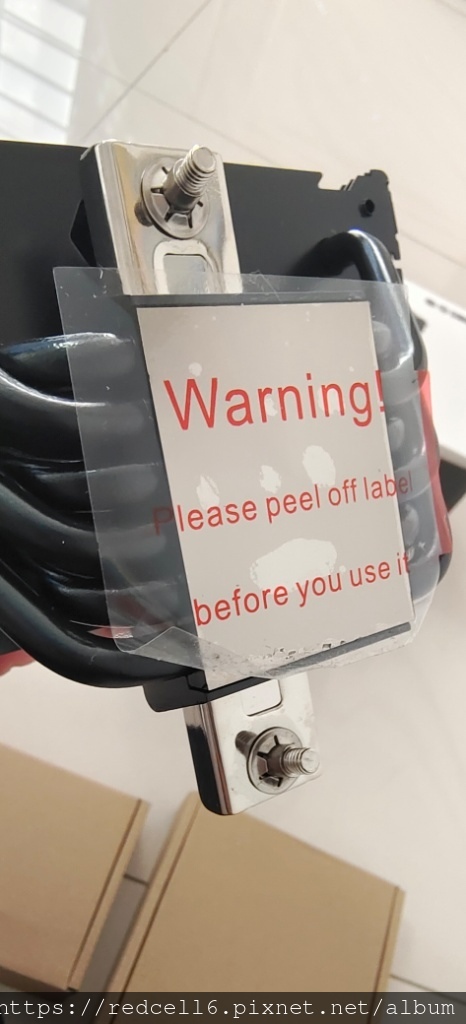 Warning!
Please peel off label
before you use it
https://redcell6.pixnet.net/album